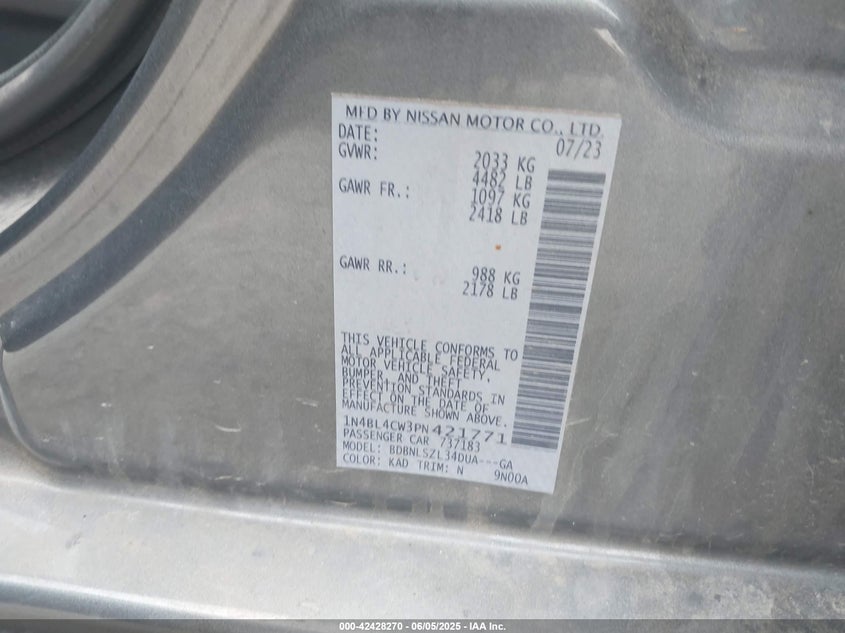 MFD BY NISSAN MOTOR CO., LTD.
DATE: 07/23
GVWR: 2033 KG
4482 LB
GAWR FR.: 1097 KG
2418 LB
GAWR RR.: 988 KG
2178 LB
THIS VEHICLE CONFORMS TO
ALL APPLICABLE FEDERAL
MOTOR VEHICLE SAFETY,
BUMPER, AND THEFT
PREVENTION STANDARDS IN
EFFECT ON THE DATE OF
MANUFACTURE SHOWN ABOVE.
1N4BL4CW3PN421771
PASSENGER CAR 737183
MODEL: BDBNLSZL34DUA---GA
COLOR: KAD TRIM: N 9N00A
000-42428270 - 06/05/2025 - IAA Inc.